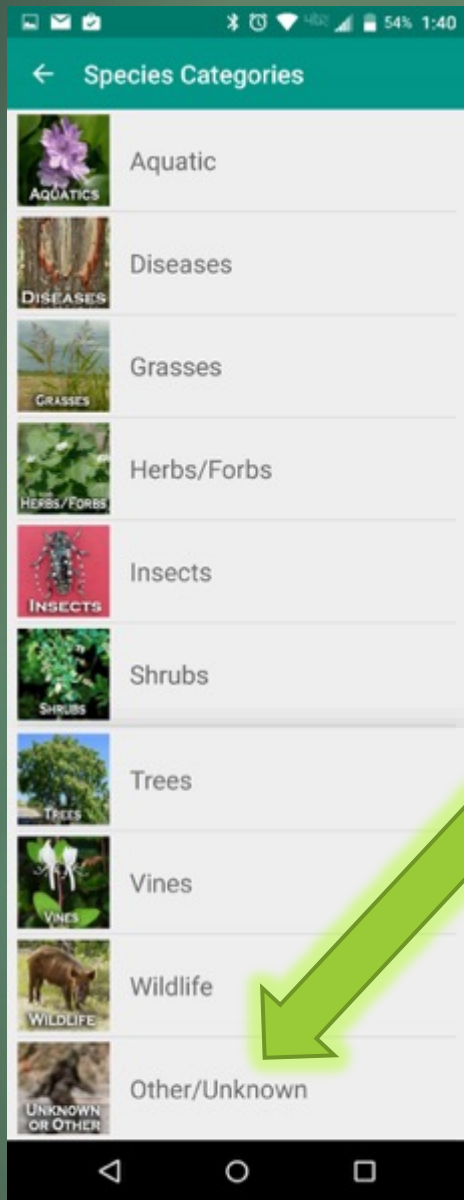 54% 1:40
Species Categories
AQUATICS
Aquatic
DISEASES
Diseases
GRASSES
Grasses
HERBS/FORBS
Herbs/Forbs
INSECTS
Insects
SHRUBS
Shrubs
TREES
Trees
VINES
Vines
WILDLIFE
Wildlife
UNKNOWN
OR OTHER
Other/Unknown